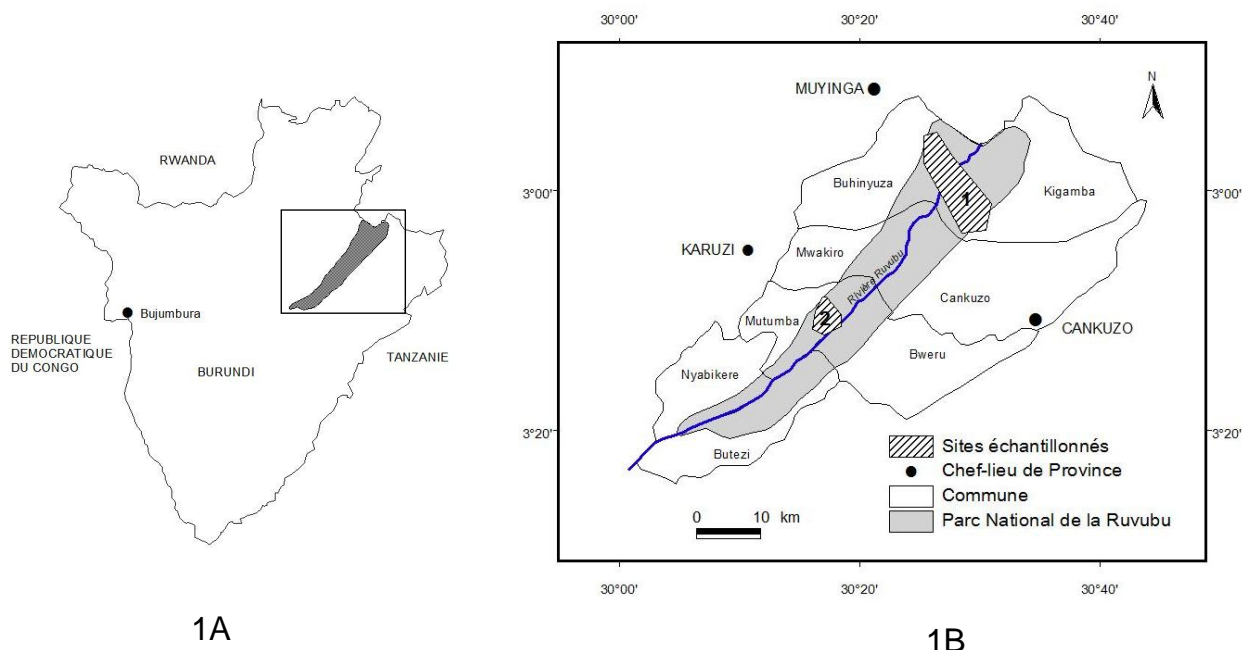 RWANDA
Bujumbura
REPUBLIQUE
DEMOCRATIQUE
DU CONGO
BURUNDI
TANZANIE
1A
30°00'
30°20'
30°40'
MUYINGA
N
3°00'
3°00'
Buhinyuza
1
Kigamba
KARUZI
Mwakiro
Rivière Ruvubu
Cankuzo
Mutumba
2
CANKUZO
Bweru
Nyabikere
3°20'
3°20'
Butezi
Sites échantillonnés
Chef-lieu de Province
Commune
Parc National de la Ruvubu
0 10 km
30°00'
30°20'
30°40'
1B